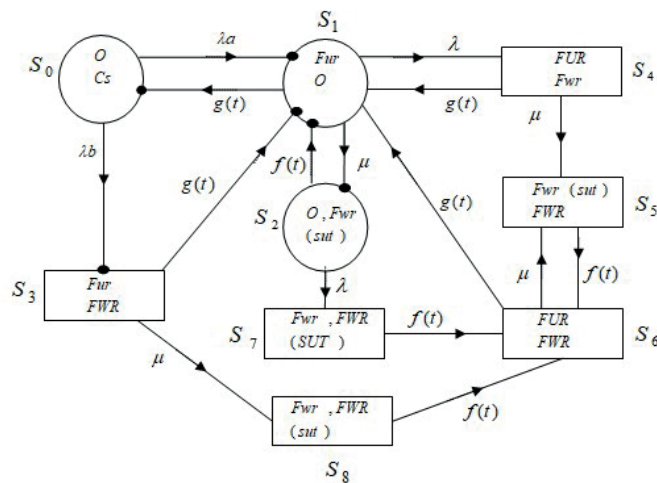 S1
λa
λ
S0
O
Cs
Fur
O
FUR
Fwr
S4
g(t)
g(t)
μ
λb
g(t)
f(t)
μ
g(t)
Fwr (sut)
FWR
S5
S2
O , Fwr
(sut)
μ
f(t)
S3
Fur
FWR
λ
S7
Fwr , FWR
(SUT )
f(t)
FUR
FWR
S6
μ
Fwr , FWR
(sut)
f(t)
S8